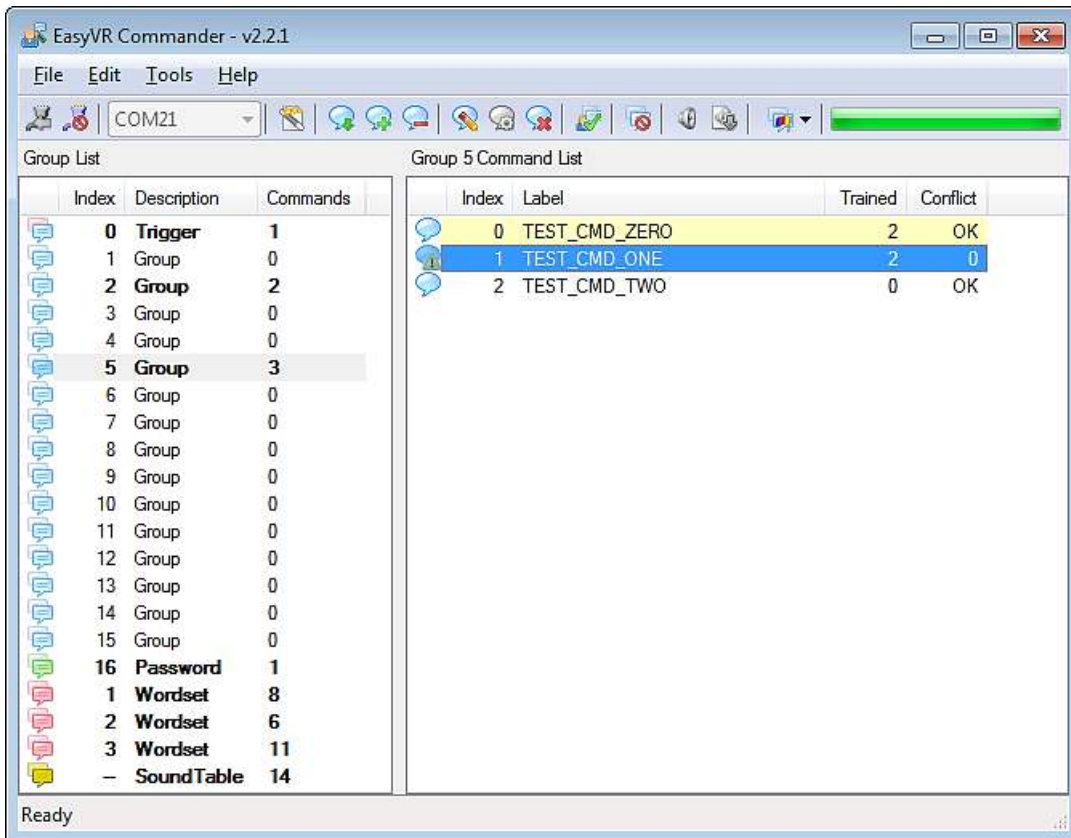 EasyVR Commander - v2.2.1
File Edit Tools Help
COM21
Group List
Index Description Commands
0 Trigger 1
1 Group 0
2 Group 2
3 Group 0
4 Group 0
5 Group 3
6 Group 0
7 Group 0
8 Group 0
9 Group 0
10 Group 0
11 Group 0
12 Group 0
13 Group 0
14 Group 0
15 Group 0
16 Password 1
1 Wordset 8
2 Wordset 6
3 Wordset 11
-- SoundTable 14
Group 5 Command List
Index Label Trained Conflict
0 TEST_CMD_ZERO 2 OK
1 TEST_CMD_ONE 2 0
2 TEST_CMD_TWO 0 OK
Ready